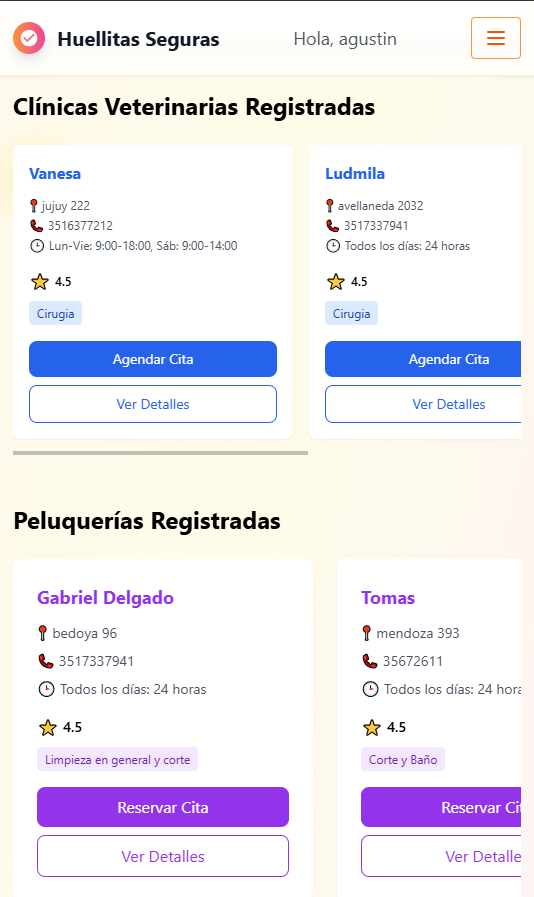 Huellitas Seguras
Hola, agustin
Clínicas Veterinarias Registradas
Vanesa
jujuy 222
3516377212
Lun-Vie: 9:00-18:00, Sáb: 9:00-14:00
4.5
Cirugia
Agendar Cita
Ver Detalles
Ludmila
avellaneda 2032
3517337941
Todos los días: 24 horas
4.5
Cirugia
Agendar Cita
Ver Detalles
Peluquerías Registradas
Gabriel Delgado
bedoya 96
3517337941
Todos los días: 24 horas
4.5
Limpieza en general y corte
Reservar Cita
Ver Detalles
Tomas
mendoza 393
35672611
Todos los días: 24 hora
4.5
Corte y Baño
Reservar Cit
Ver Detalle